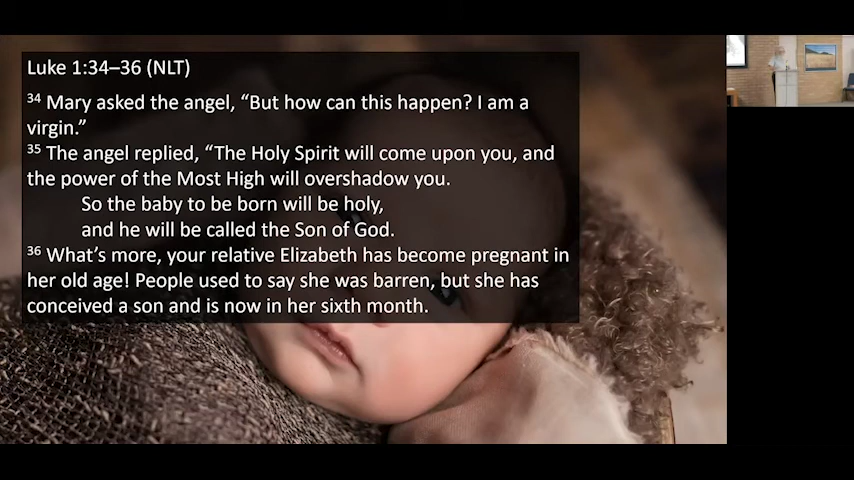 Luke 1:34–36 (NLT)
34 Mary asked the angel, “But how can this happen? I am a
virgin.”
35 The angel replied, “The Holy Spirit will come upon you, and
the power of the Most High will overshadow you.
So the baby to be born will be holy,
and he will be called the Son of God.
36 What’s more, your relative Elizabeth has become pregnant in
her old age! People used to say she was barren, but she has
conceived a son and is now in her sixth month.